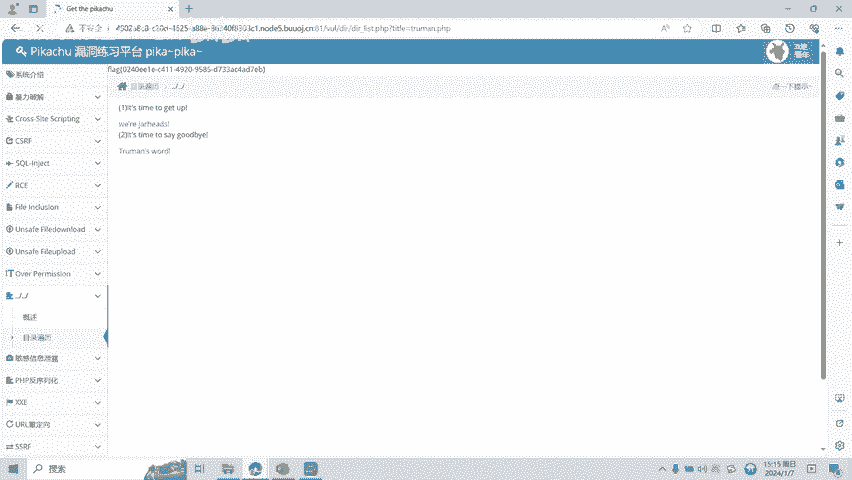 Get the pikachu
不安全
node5.buuoj.cn:81/vul/dir/dir_list.php?title=truman.php
Pikachu 漏洞练习平台 pika~pika~
系统介绍
flag{0240ee1e-c411-4920-9585-d733ac4ad7eb}
目录遍历
../../
点一下提示~
暴力破解
(1)It's time to get up!
Cross-Site Scripting
we're Jarheads!
(2)It's time to say goodbye!
CSRF
Truman's word!
SQL-Inject
RCE
File Inclusion
Unsafe Filedownload
Unsafe Fileupload
Over Permission
../../
概述
目录遍历
敏感信息泄露
PHP反序列化
XXE
URL重定向
SSRF
搜索
15:15 周日
2024/1/7